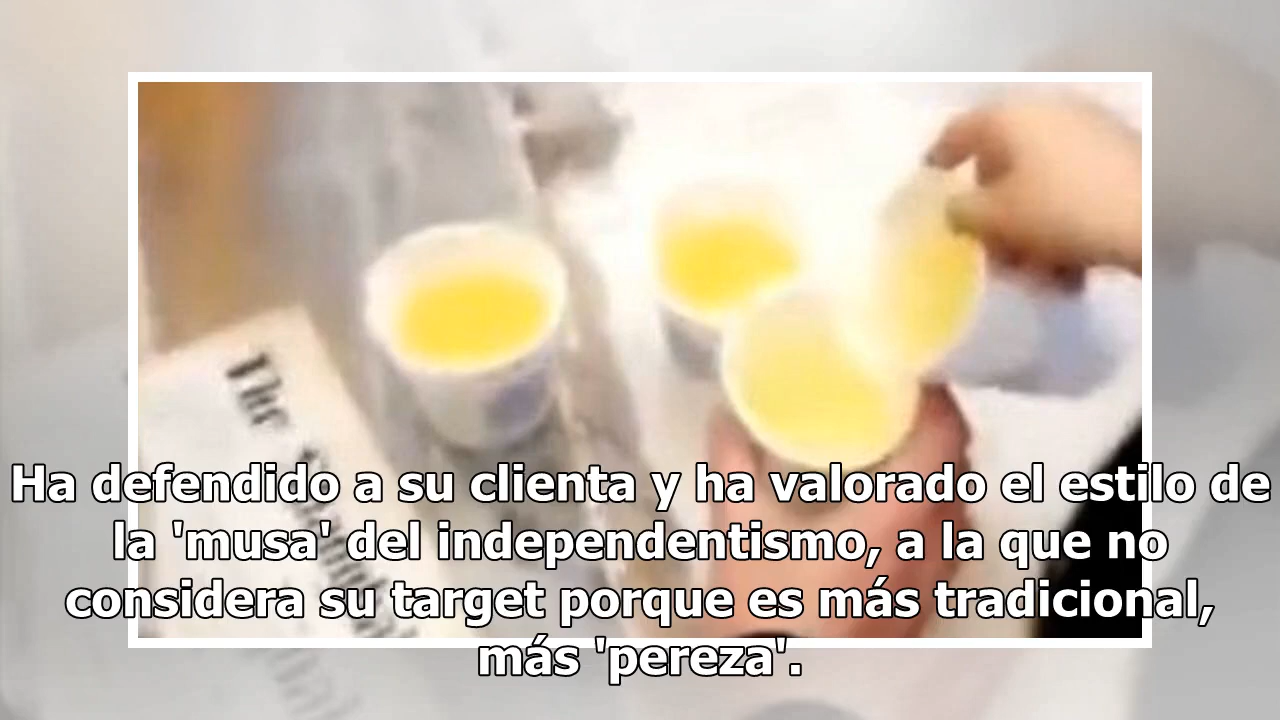 The
Ha defendido a su clienta y ha valorado el estilo de
la 'musa' del independentismo, a la que no
considera su target porque es más tradicional,
más 'pereza'.